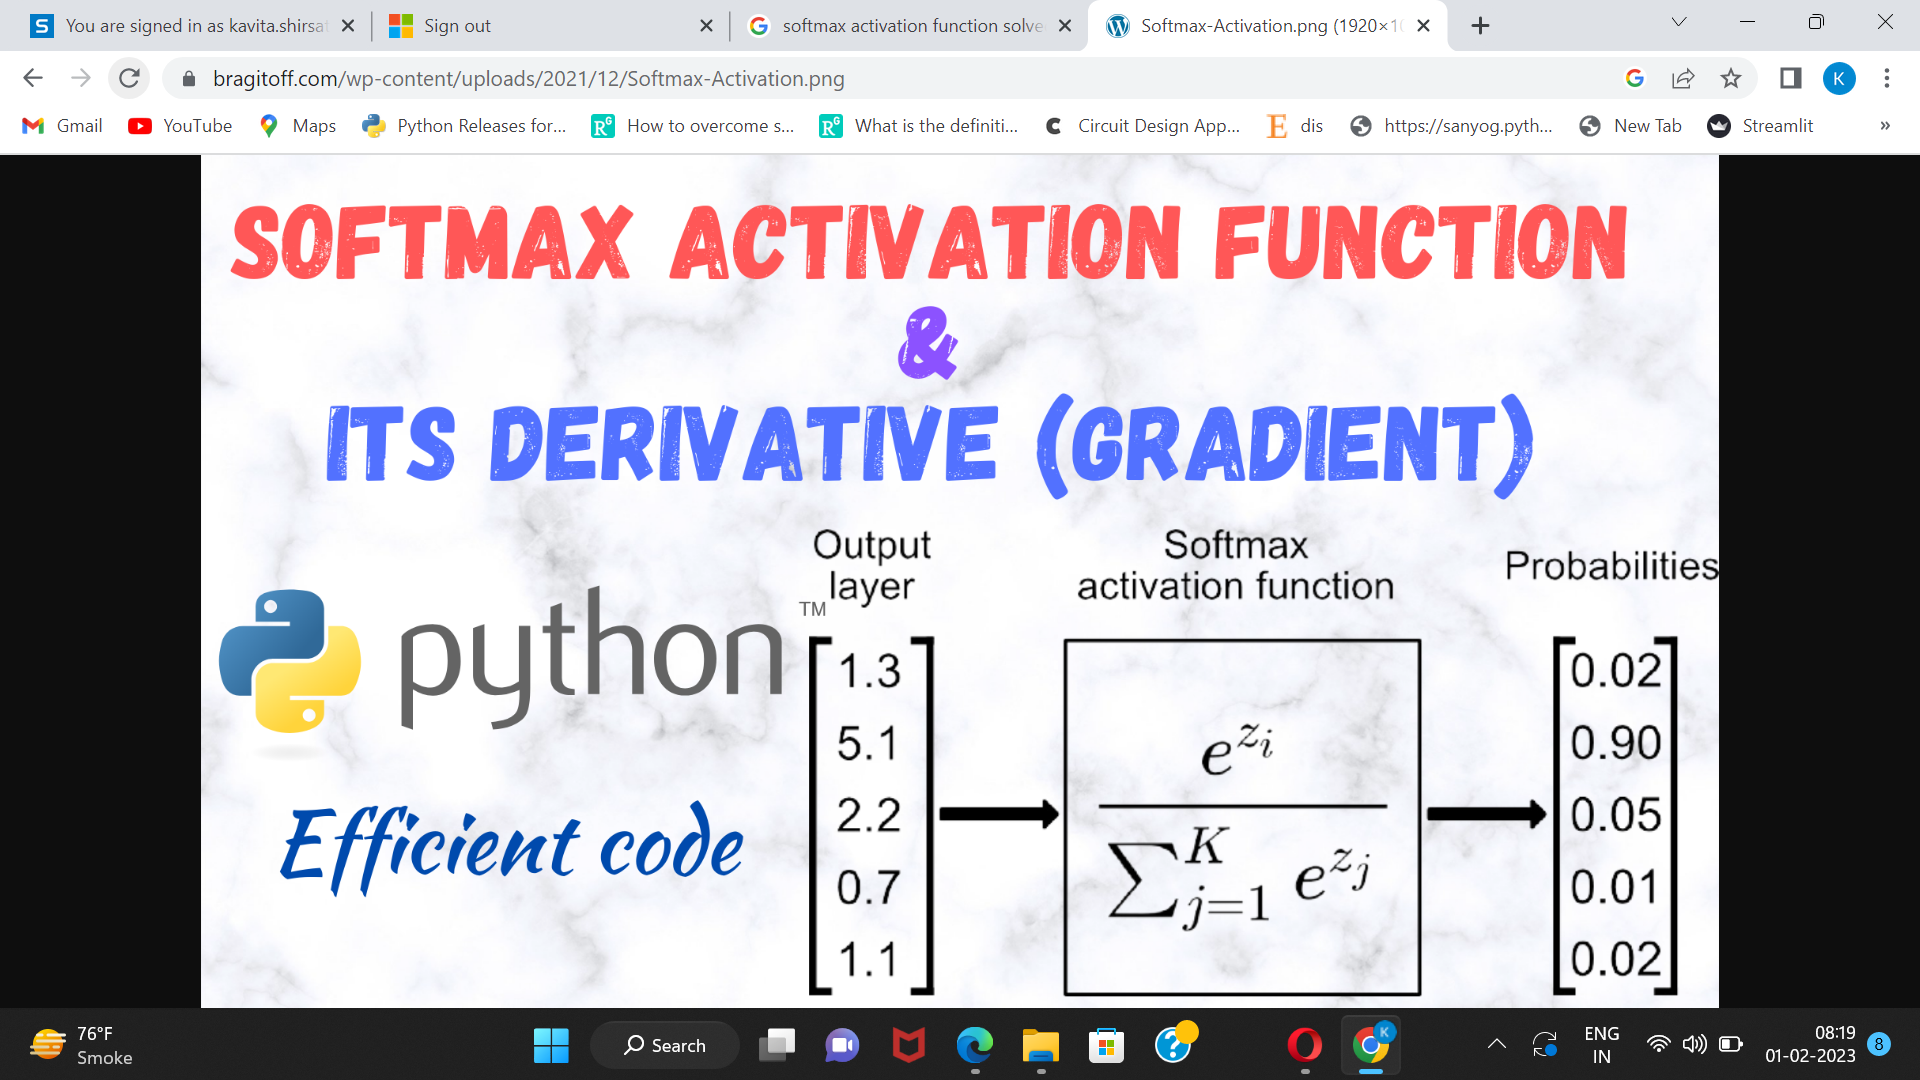 You are signed in as kavita.shirsat
Sign out
softmax activation function solve
Softmax-Activation.png (1920×10
bragitoff.com/wp-content/uploads/2021/12/Softmax-Activation.png
K
Gmail
YouTube
Maps
Python Releases for...
How to overcome s...
What is the definiti...
Circuit Design App...
dis
https://sanyog.pyth...
New Tab
Streamlit
»
SOFTMAX ACTIVATION FUNCTION
&
ITS DERIVATIVE (GRADIENT)
python™
Efficient code
Output
layer
1.3
5.1
2.2
0.7
1.1
Softmax
activation function
e^{z_i}
∑_{j=1}^{K} e^{z_j}
Probabilities
0.02
0.90
0.05
0.01
0.02
76°F
Smoke
Search
K
ENG
IN
08:19
01-02-2023
8